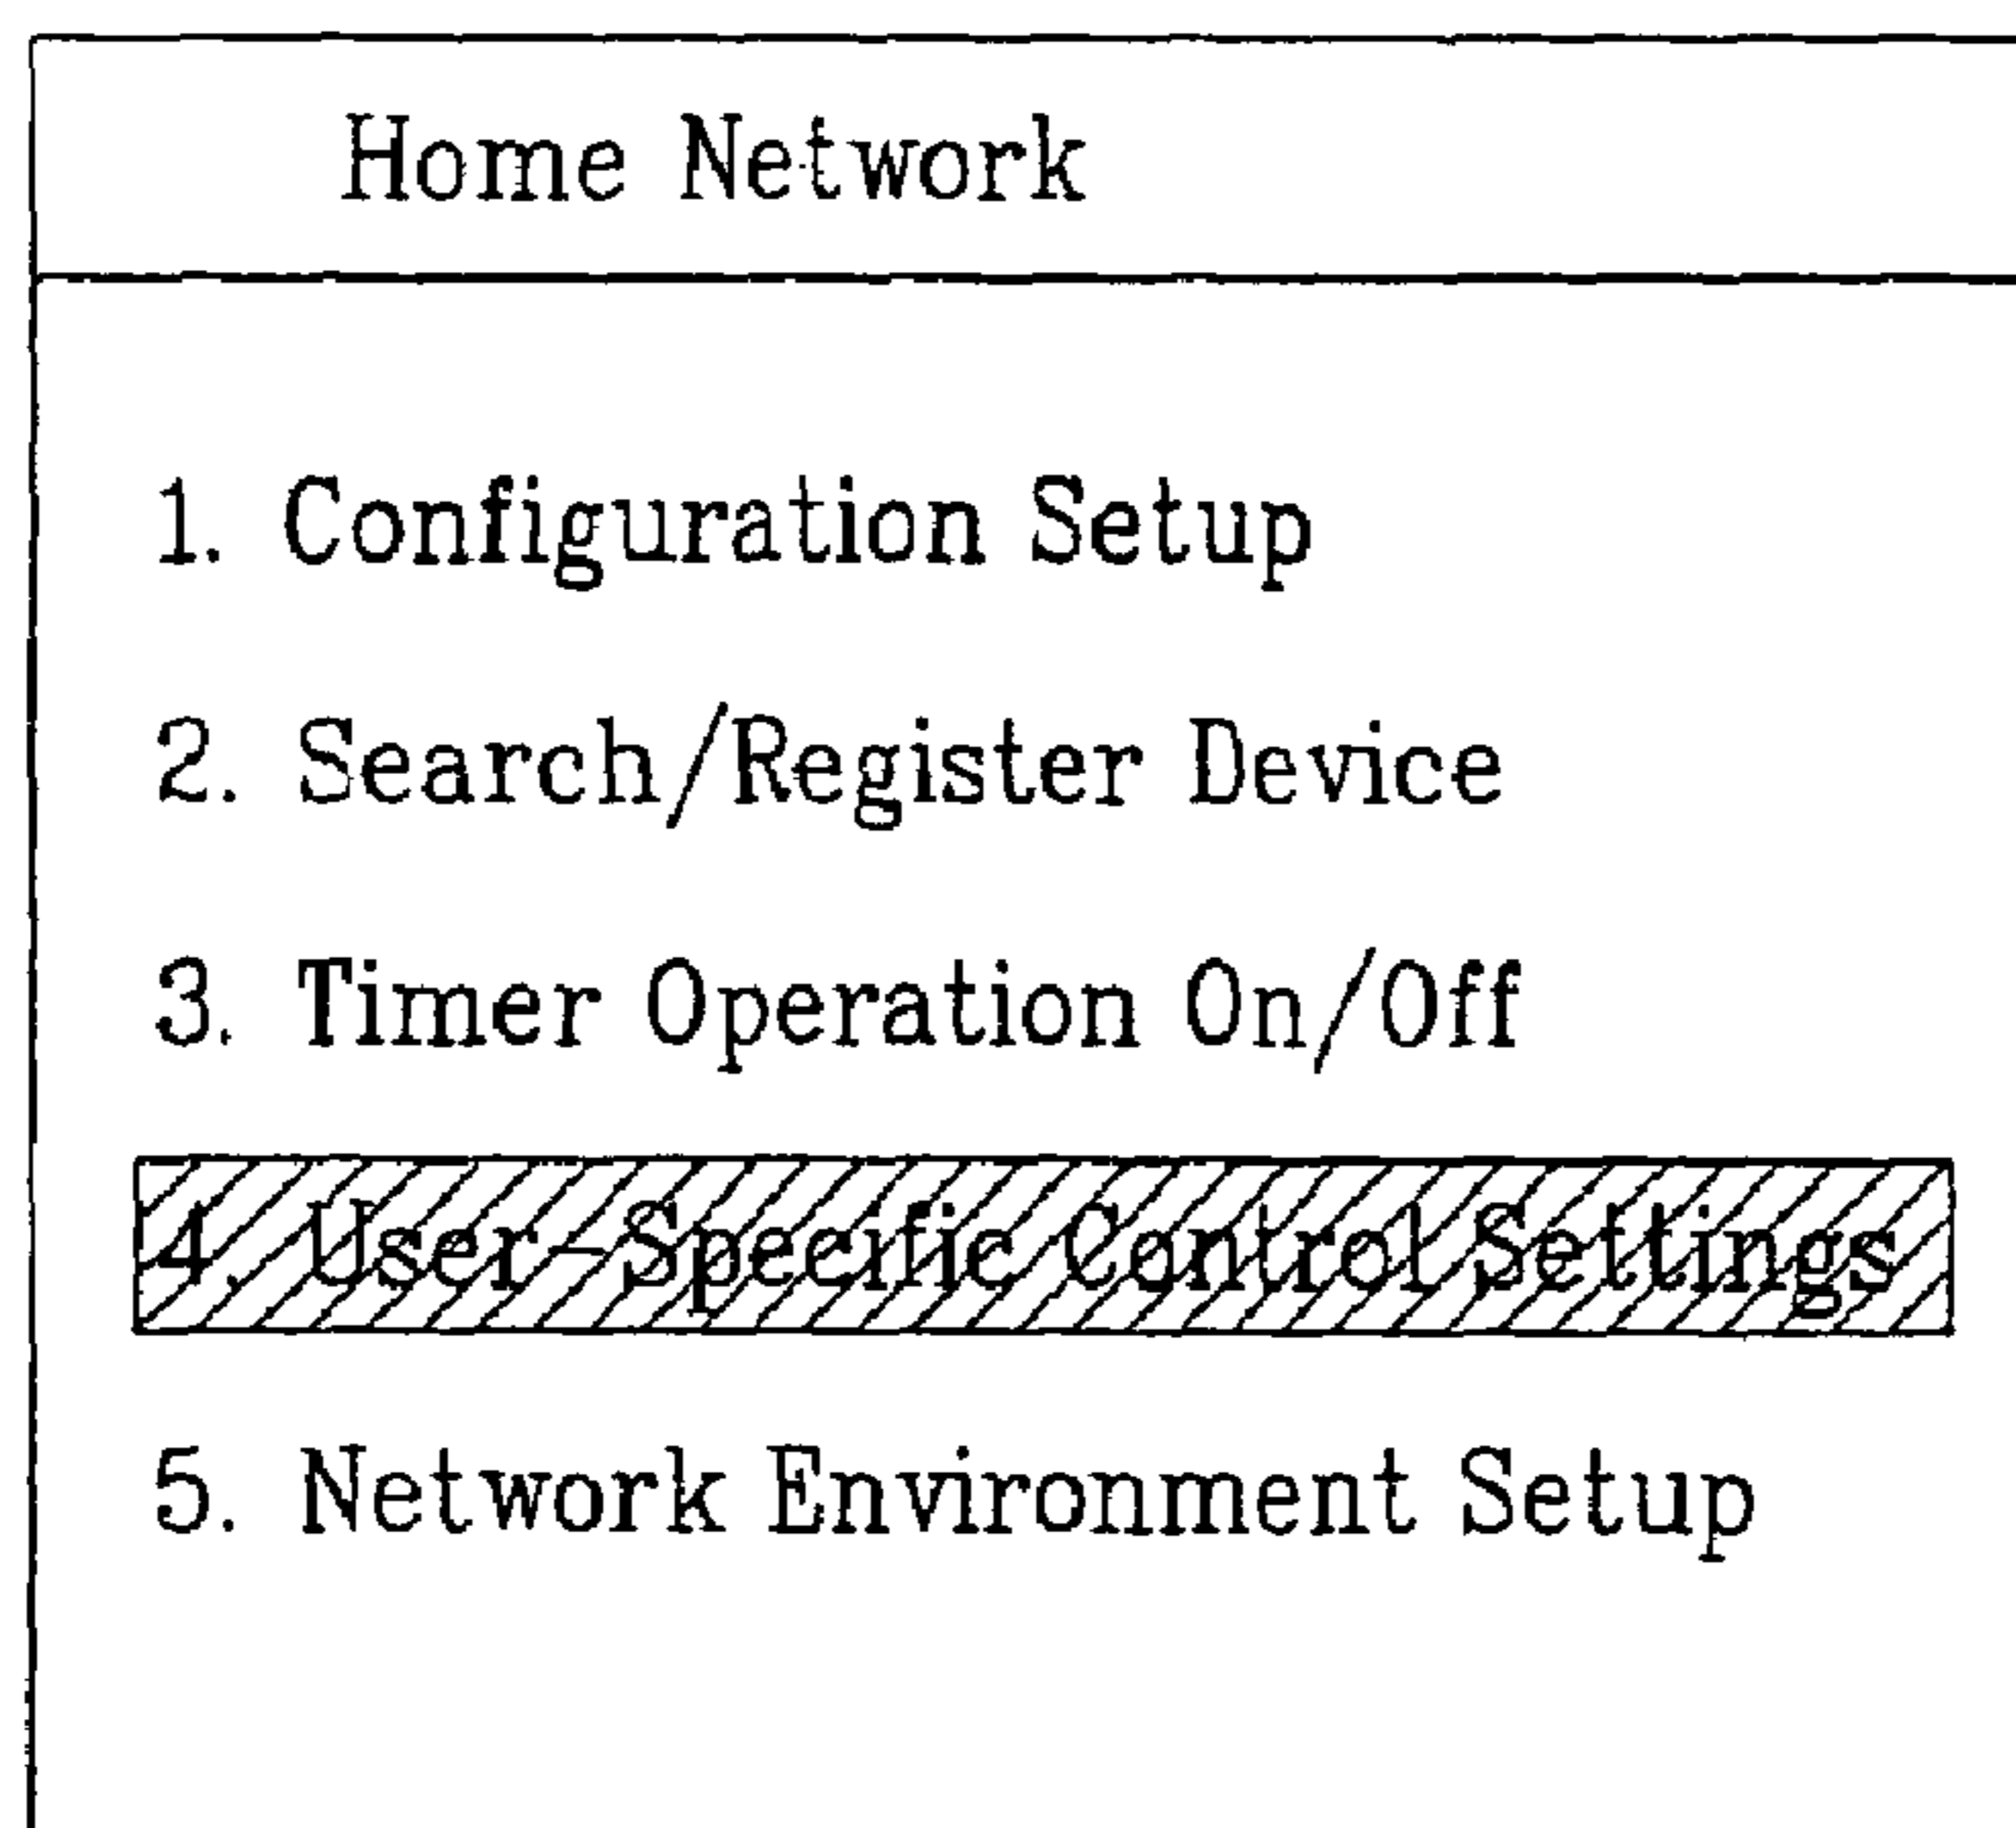 Home Network
1. Configuration Setup
2. Search/Register Device
3. Timer Operation On/Off
4. User-Specific Control Settings
5. Network Environment Setup